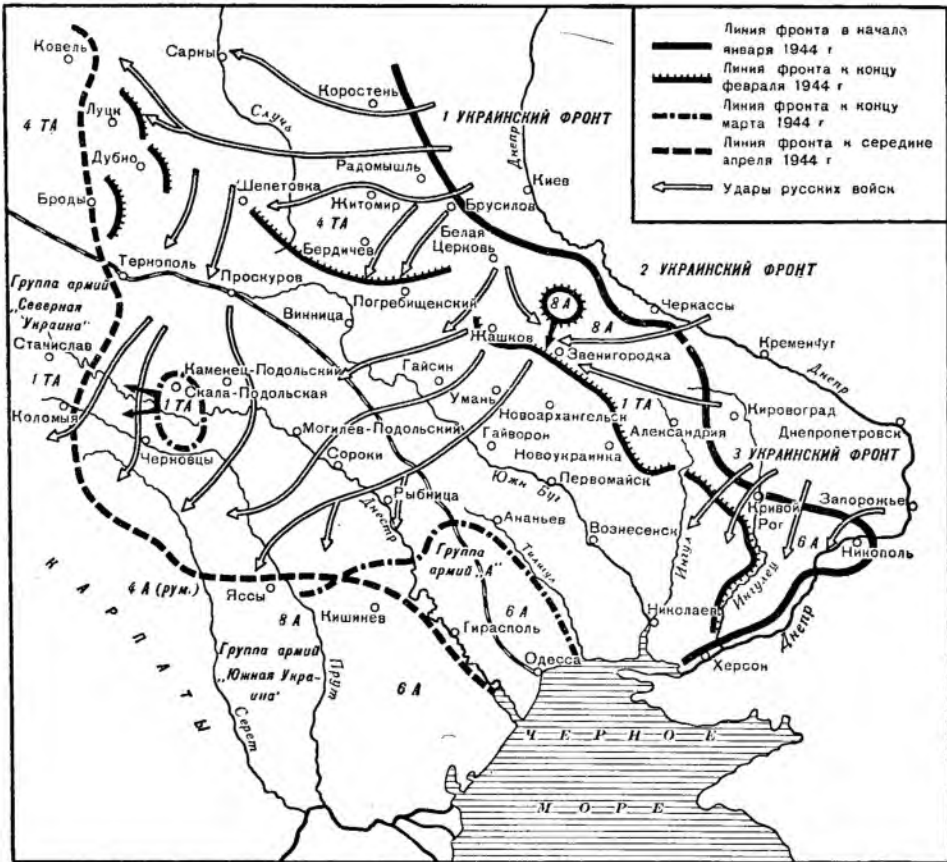 Линия фронта в начала
января 1944 г
Линия фронта к концу
февраля 1944 г
Линия фронта к концу
марта 1944 г
Линия фронта к середине
апреля 1944 г
Удары русских войск
Ковель
Сарны
Коростень
1 УКРАИНСКИЙ ФРОНТ
Луцк
4 ТА
Случь
Днепр
Дубно
Радомышль
Киев
Шепетовка
Житомир
Брусилов
Броды
4 ТА
Бердичев
Белая
Церковь
2 УКРАИНСКИЙ ФРОНТ
Тернополь
Проскуров
Группа армий
„Северная
Украина"
Погребищенский
Винница
8 А
8 А
Черкассы
Жашков
Звенигородка
Кременчуг
Днепр
Станислав
1 ТА
Каменец-Подольский
Скала-Подольская
Гайсин
Умань
1 ТА
Коломыя
1 ТА
Новоархангельск
Кировоград
Могилев-Подольский
Александрия
Днепропетровск
Черновцы
Гайворон
Новоукраинка
3 УКРАИНСКИЙ ФРОНТ
Сороки
Южн Буг
Первомайск
Рыбница
Днестр
Запорожье
Кривой
Рог
Ананьев
Вознесенск
6 А
Никополь
Группа
армий „А"
Тилигул
Ингул
Ингулец
КАРПАТЫ
4 А (рум.)
Яссы
Кишинев
8 А
6 А
Николаев
Гирасполь
Днепр
Херсон
Одесса
Группа армий
„Южная Укра-
ина"
Прут
6 А
Серет
ЧЕРНОЕ
МОРЕ